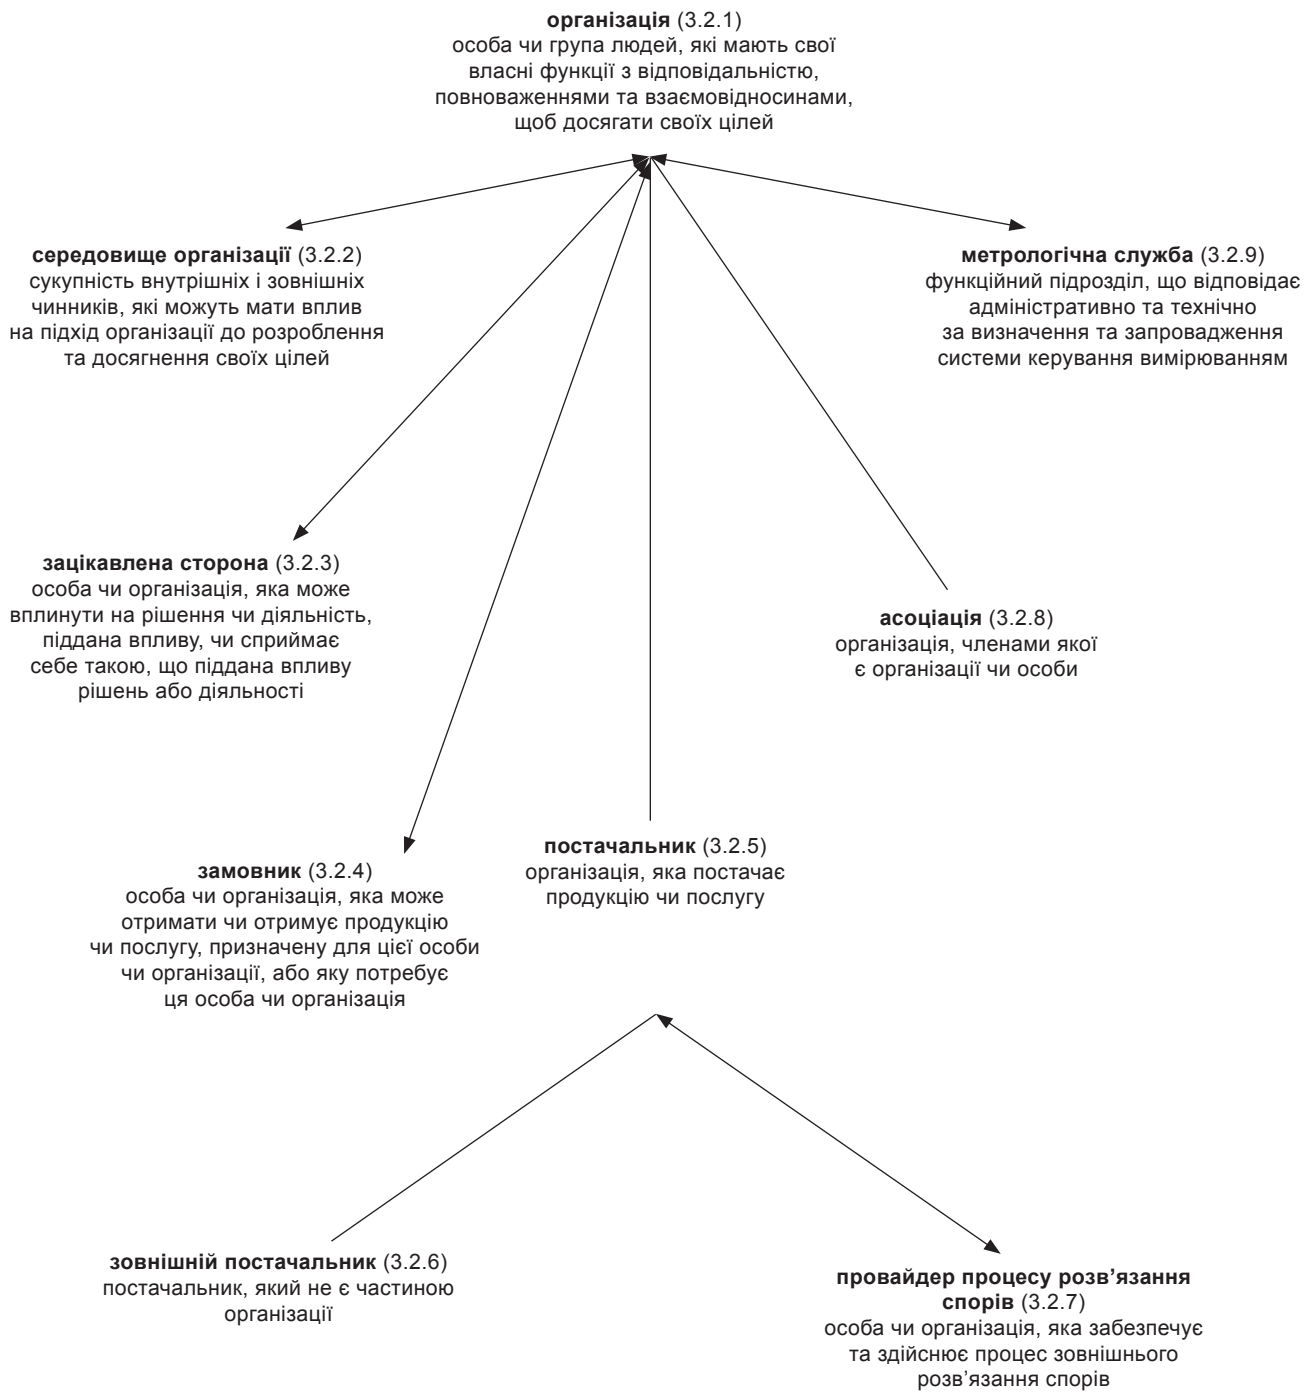 організація (3.2.1)
особа чи група людей, які мають свої
власні функції з відповідальністю,
повноваженнями та взаємовідносинами,
щоб досягати своїх цілей
середовище організації (3.2.2)
сукупність внутрішніх і зовнішніх
чинників, які можуть мати вплив
на підхід організації до розроблення
та досягнення своїх цілей
метрологічна служба (3.2.9)
функційний підрозділ, що відповідає
адміністративно та технічно
за визначення та запровадження
системи керування вимірюванням
зацікавлена сторона (3.2.3)
особа чи організація, яка може
вплинути на рішення чи діяльність,
піддана впливу, чи сприймає
себе такою, що піддана впливу
рішень або діяльності
асоціація (3.2.8)
організація, членами якої
є організації чи особи
замовник (3.2.4)
особа чи організація, яка може
отримати чи отримує продукцію
чи послугу, призначену для цієї особи
чи організації, або яку потребує
ця особа чи організація
постачальник (3.2.5)
організація, яка постачає
продукцію чи послугу
зовнішній постачальник (3.2.6)
постачальник, який не є частиною
організації
провайдер процесу розв’язання
спорів (3.2.7)
особа чи організація, яка забезпечує
та здійснює процес зовнішнього
розв’язання спорів